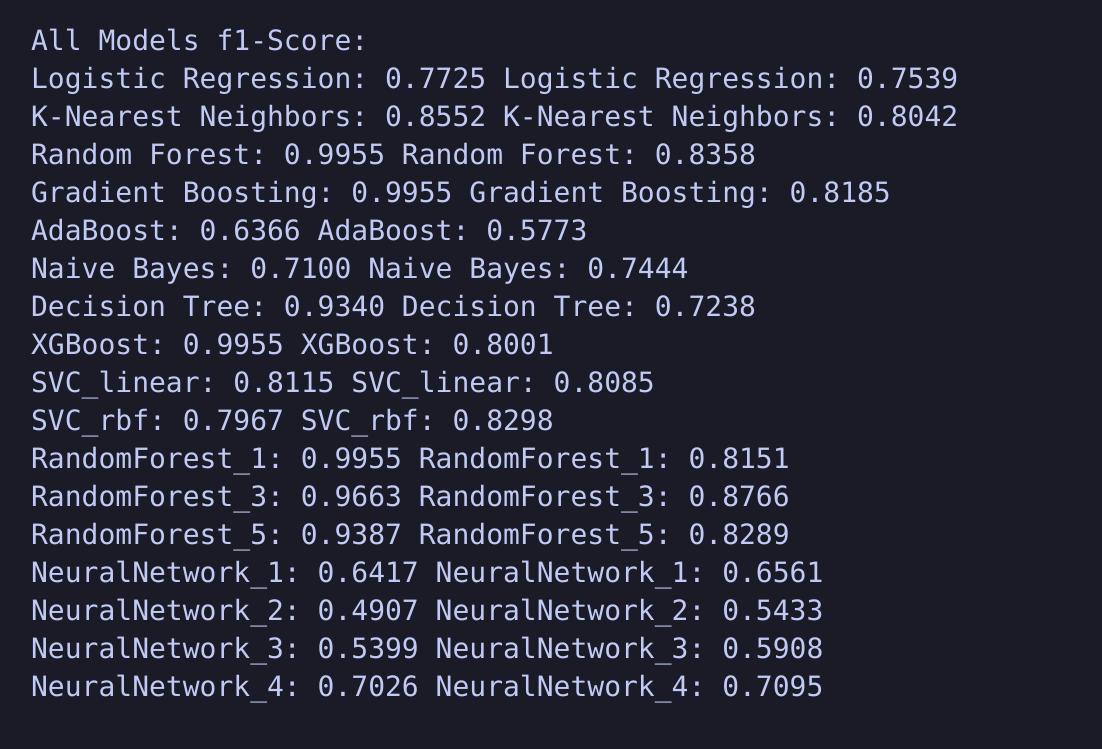 All Models f1-Score:
Logistic Regression: 0.7725 Logistic Regression: 0.7539
K-Nearest Neighbors: 0.8552 K-Nearest Neighbors: 0.8042
Random Forest: 0.9955 Random Forest: 0.8358
Gradient Boosting: 0.9955 Gradient Boosting: 0.8185
AdaBoost: 0.6366 AdaBoost: 0.5773
Naive Bayes: 0.7100 Naive Bayes: 0.7444
Decision Tree: 0.9340 Decision Tree: 0.7238
XGBoost: 0.9955 XGBoost: 0.8001
SVC_linear: 0.8115 SVC_linear: 0.8085
SVC_rbf: 0.7967 SVC_rbf: 0.8298
RandomForest_1: 0.9955 RandomForest_1: 0.8151
RandomForest_3: 0.9663 RandomForest_3: 0.8766
RandomForest_5: 0.9387 RandomForest_5: 0.8289
NeuralNetwork_1: 0.6417 NeuralNetwork_1: 0.6561
NeuralNetwork_2: 0.4907 NeuralNetwork_2: 0.5433
NeuralNetwork_3: 0.5399 NeuralNetwork_3: 0.5908
NeuralNetwork_4: 0.7026 NeuralNetwork_4: 0.7095